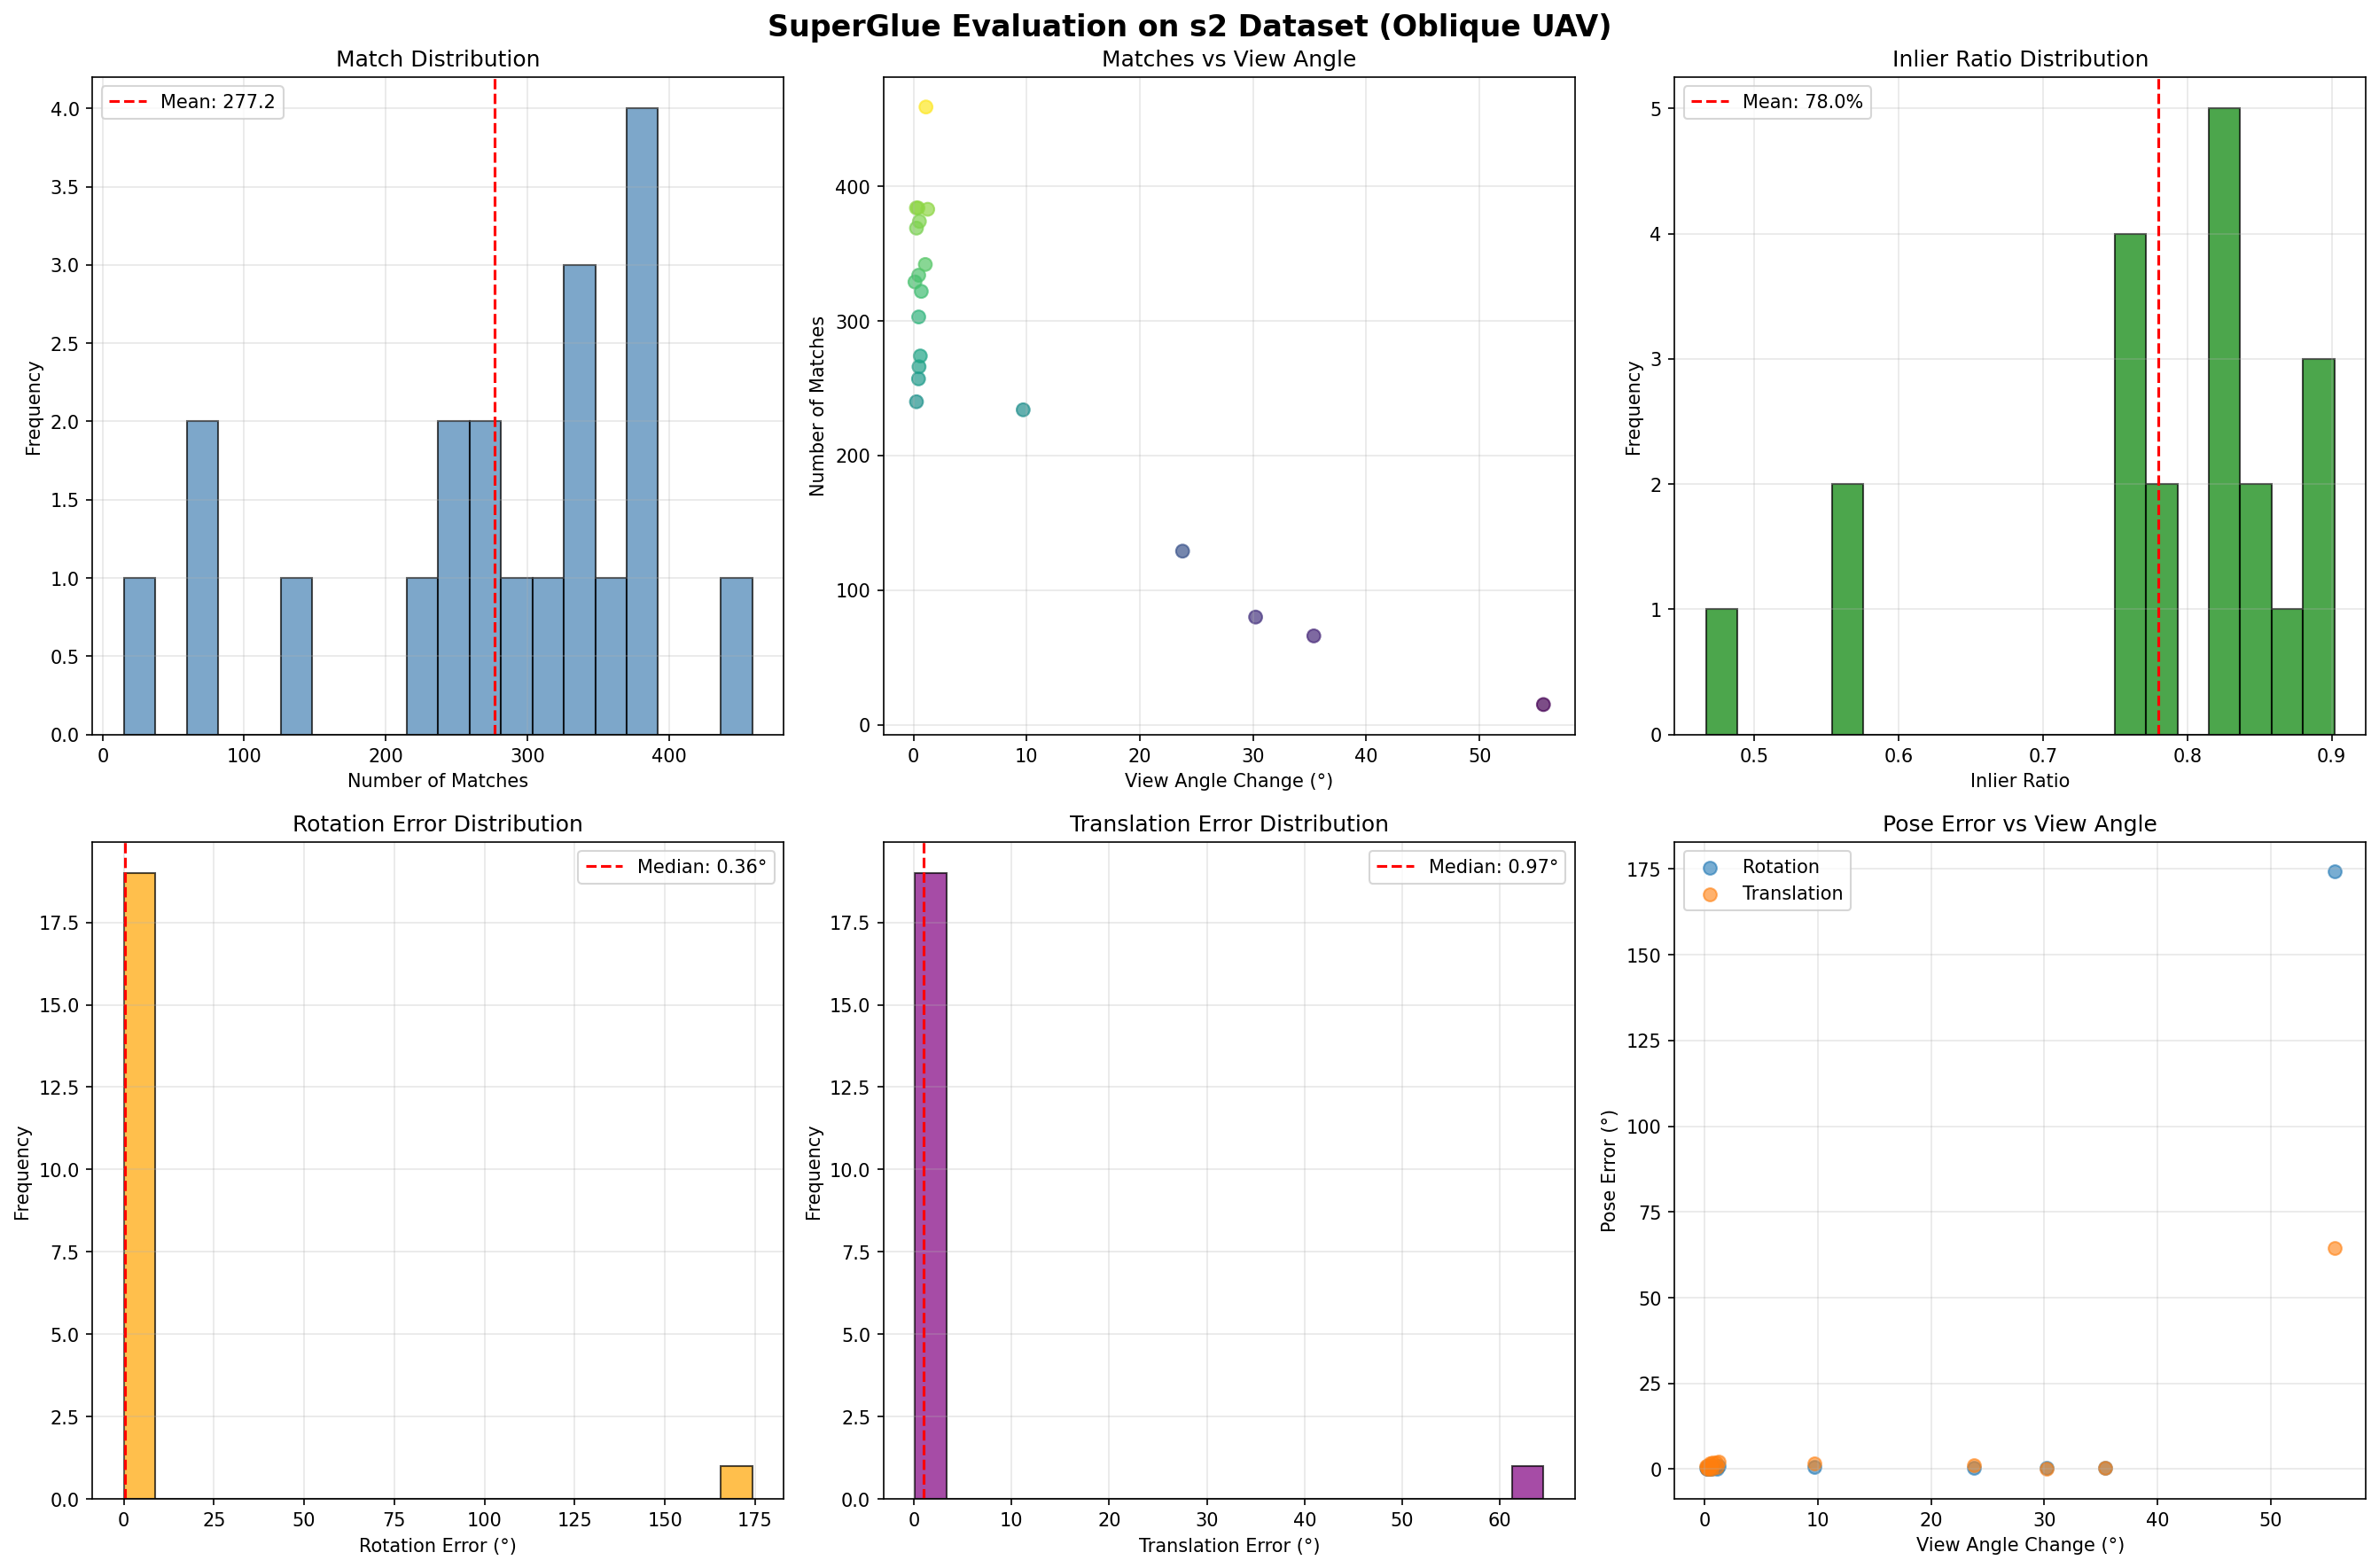 SuperGlue Evaluation on s2 Dataset (Oblique UAV)
Match Distribution
Mean: 277.2
Frequency
4.0
3.5
3.0
2.5
2.0
1.5
1.0
0.5
0.0
0 100 200 300 400
Number of Matches
Matches vs View Angle
Number of Matches
400
300
200
100
0
0 10 20 30 40 50
View Angle Change (°)
Inlier Ratio Distribution
Mean: 78.0%
Frequency
5
4
3
2
1
0
0.5 0.6 0.7 0.8 0.9
Inlier Ratio
Rotation Error Distribution
Median: 0.36°
Frequency
17.5
15.0
12.5
10.0
7.5
5.0
2.5
0.0
0 25 50 75 100 125 150 175
Rotation Error (°)
Translation Error Distribution
Median: 0.97°
Frequency
17.5
15.0
12.5
10.0
7.5
5.0
2.5
0.0
0 10 20 30 40 50 60
Translation Error (°)
Pose Error vs View Angle
Rotation
Translation
Pose Error (°)
175
150
125
100
75
50
25
0
0 10 20 30 40 50
View Angle Change (°)